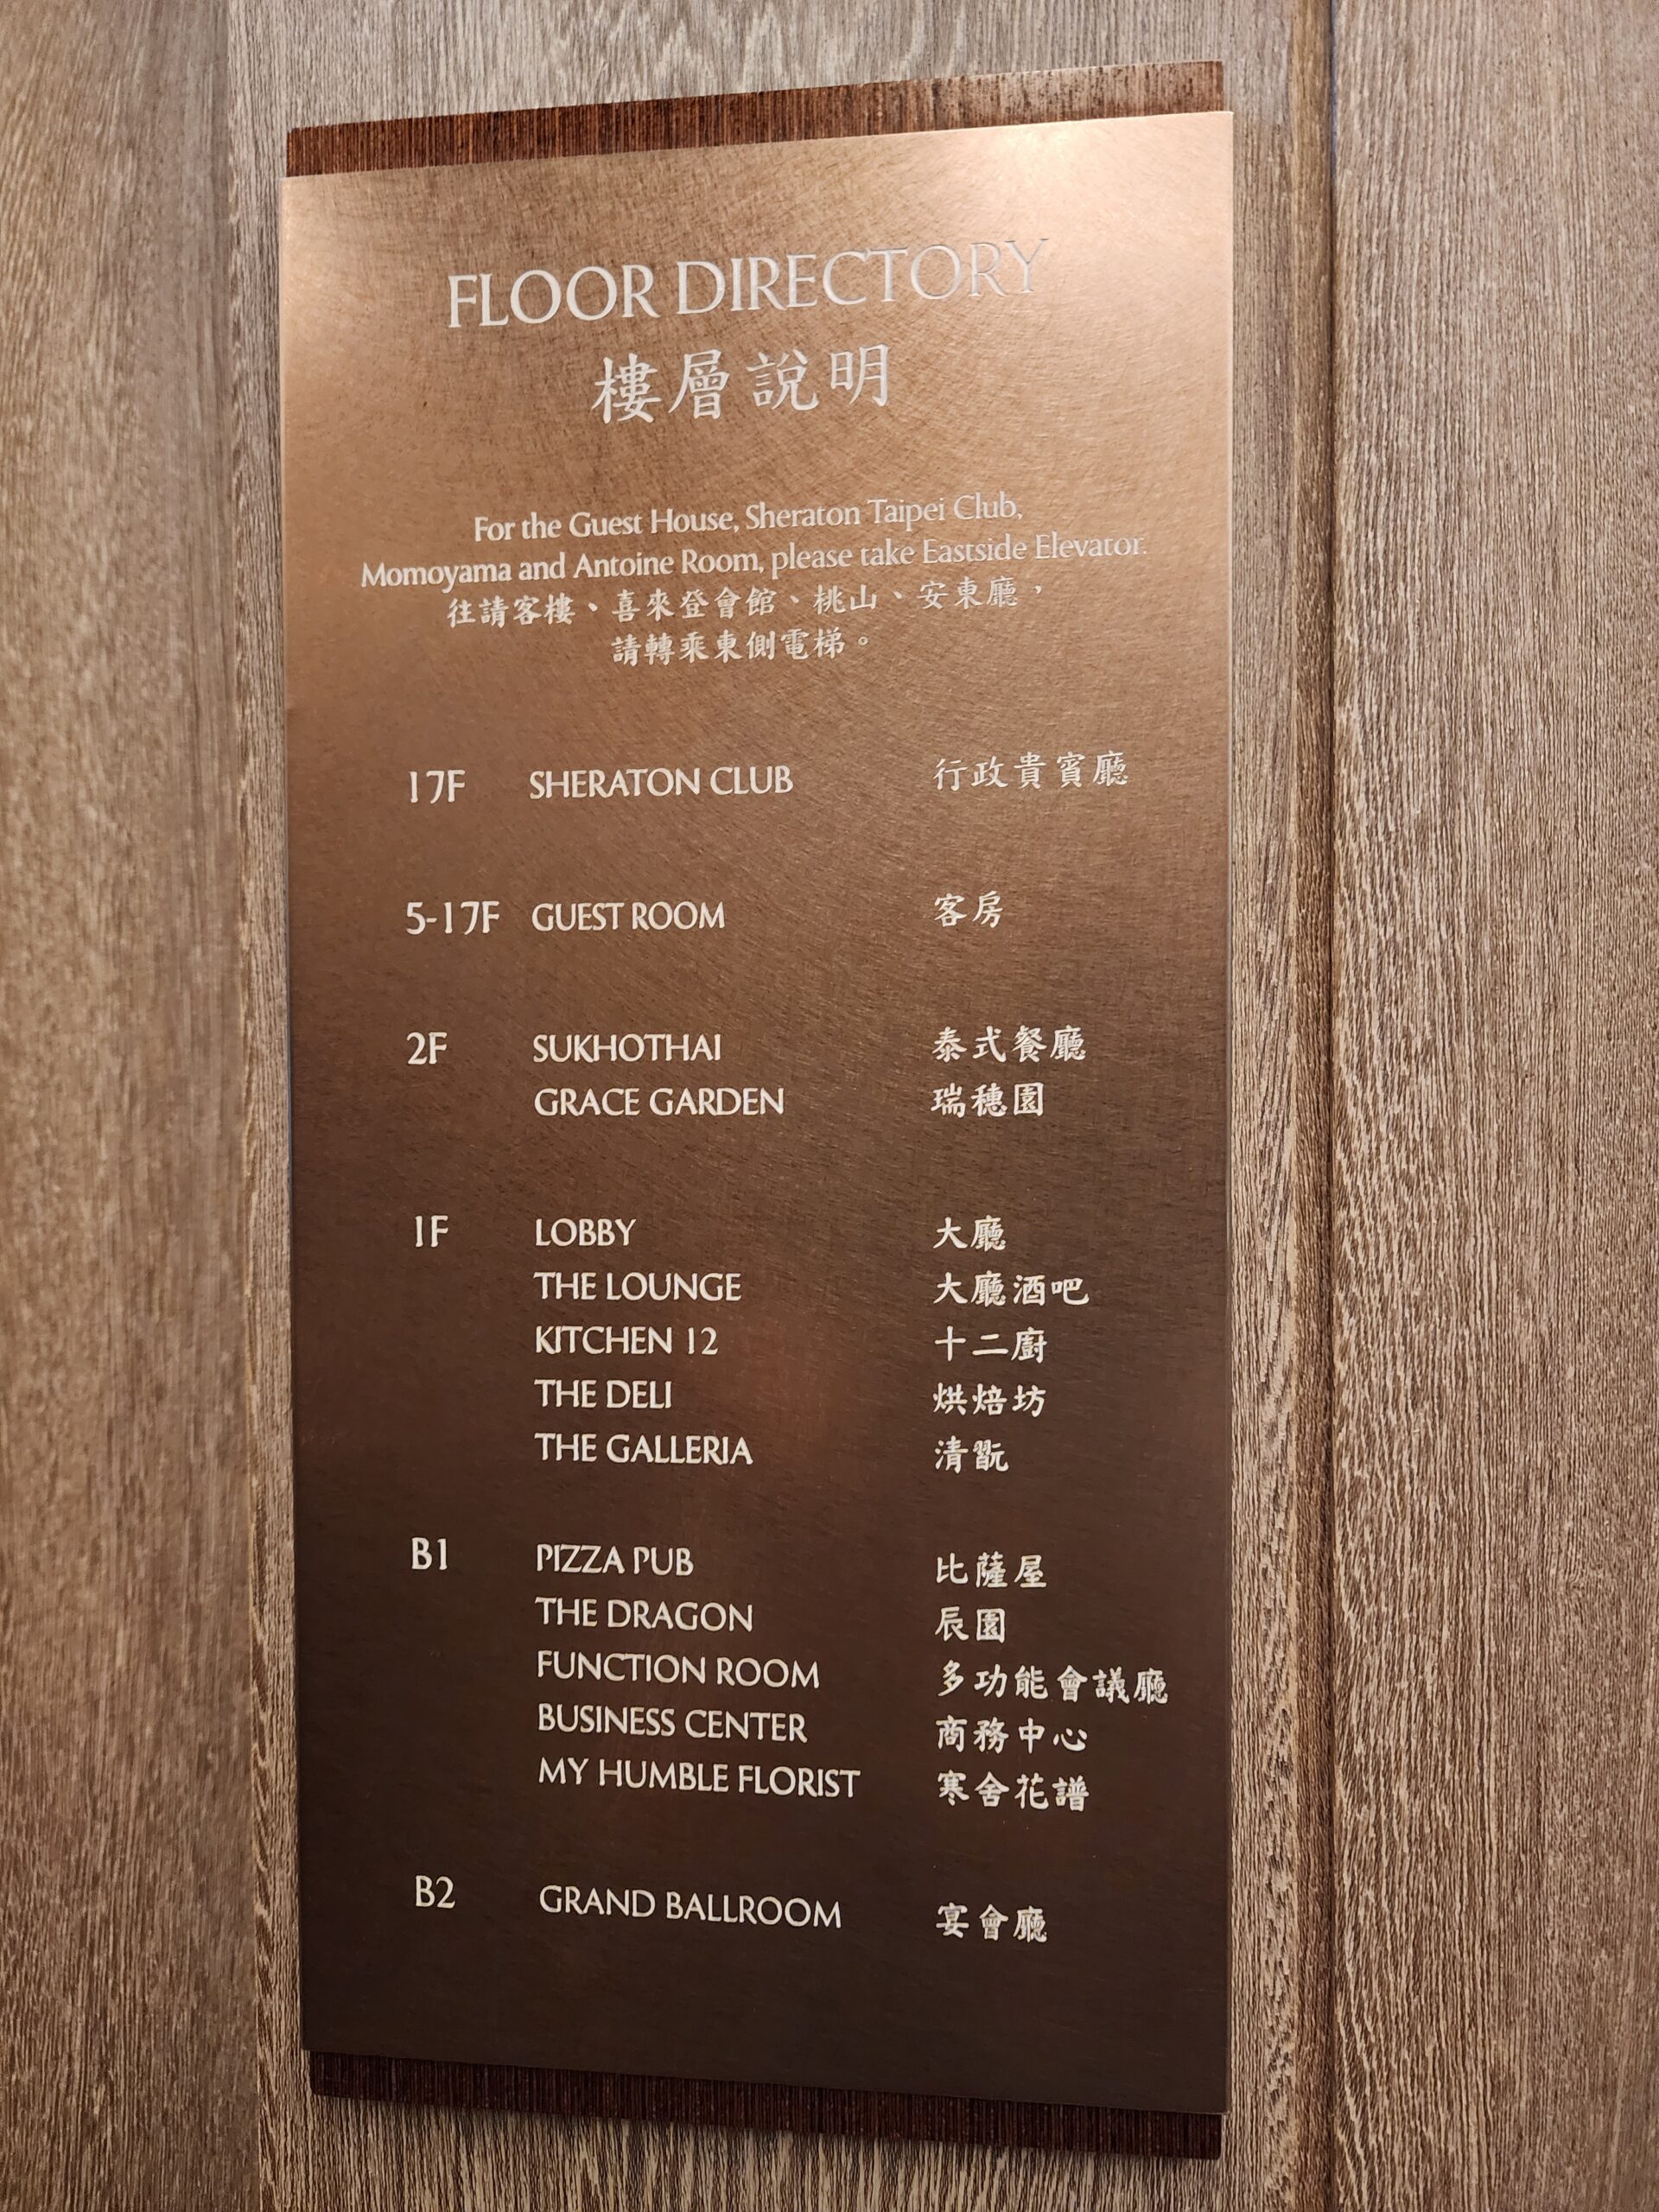 FLOOR DIRECTORY
樓層說明
For the Guest House, Sheraton Taipei Club,
Momoyama and Antoine Room, please take Eastside Elevator.
往請客樓、喜來登會館、桃山、安東廳，
請轉乘東側電梯。
17F SHERATON CLUB 行政貴賓廳
5-17F GUEST ROOM 客房
2F SUKHOTHAI 泰式餐廳
GRACE GARDEN 瑞穗園
1F LOBBY 大廳
THE LOUNGE 大廳酒吧
KITCHEN 12 十二廚
THE DELI 烘焙坊
THE GALLERIA 清翫
B1 PIZZA PUB 比薩屋
THE DRAGON 辰園
FUNCTION ROOM 多功能會議廳
BUSINESS CENTER 商務中心
MY HUMBLE FLORIST 寒舍花譜
B2 GRAND BALLROOM 宴會廳